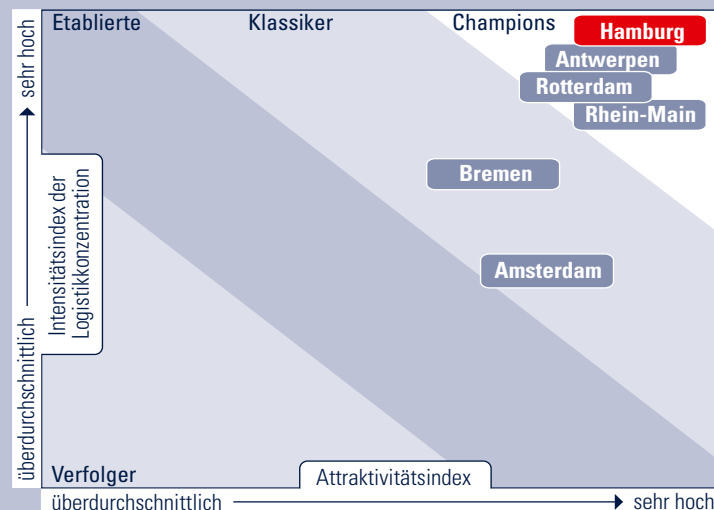 Etablierte
Klassiker
Champions
Hamburg
Antwerpen
Rotterdam
Rhein-Main
Bremen
Amsterdam
sehr hoch
Intensitätsindex der
Logistikkonzentration
überdurchschnittlich
Verfolger
Attraktivitätsindex
überdurchschnittlich
sehr hoch